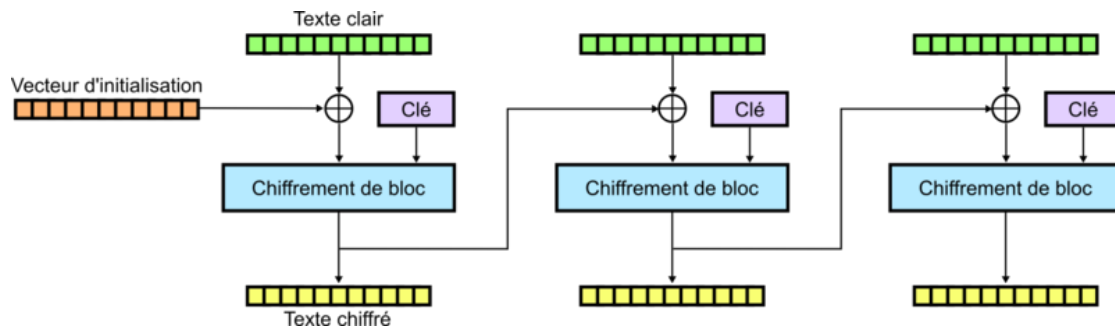 Texte clair
Vecteur d'initialisation
Clé
Clé
Clé
Chiffrement de bloc
Chiffrement de bloc
Chiffrement de bloc
Texte chiffré